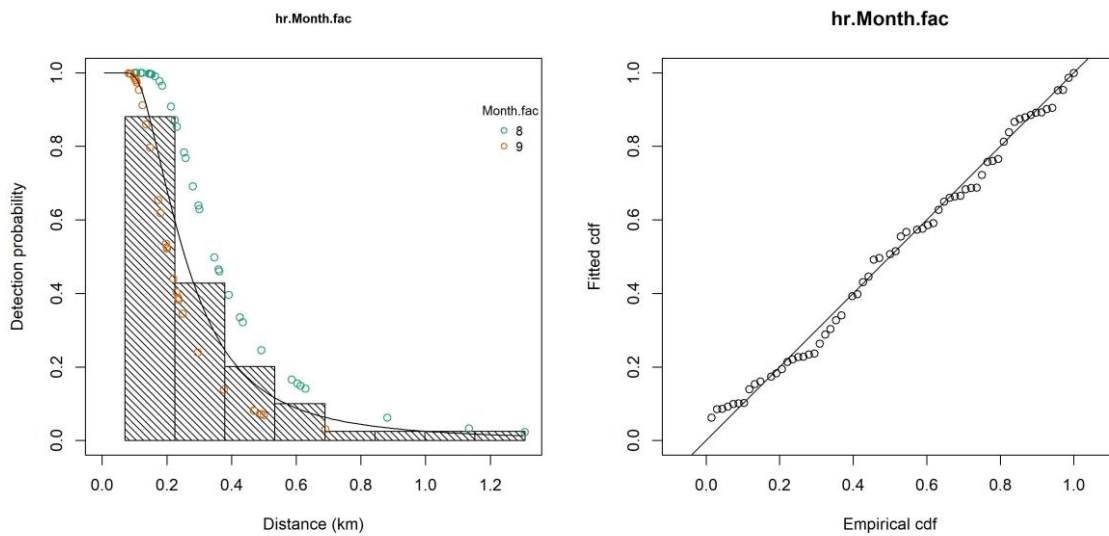 hr.Month.fac
Detection probability
1.0
0.8
0.6
0.4
0.2
0.0
Month.fac
8
9
0.0 0.2 0.4 0.6 0.8 1.0 1.2
Distance (km)
hr.Month.fac
Fitted cdf
1.0
0.8
0.6
0.4
0.2
0.0
0.0 0.2 0.4 0.6 0.8 1.0
Empirical cdf